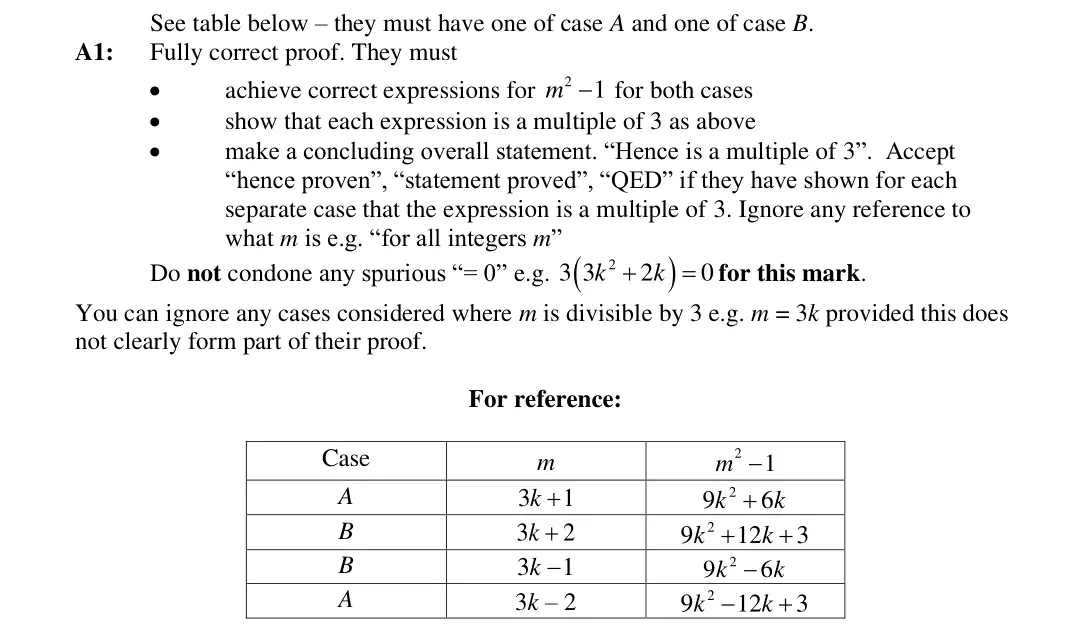 See table below – they must have one of case A and one of case B.
A1: Fully correct proof. They must
• achieve correct expressions for m² −1 for both cases
• show that each expression is a multiple of 3 as above
• make a concluding overall statement. “Hence is a multiple of 3”. Accept
“hence proven”, “statement proved”, “QED” if they have shown for each
separate case that the expression is a multiple of 3. Ignore any reference to
what m is e.g. “for all integers m”
Do not condone any spurious “= 0” e.g. 3(3k² + 2k) = 0 for this mark.
You can ignore any cases considered where m is divisible by 3 e.g. m = 3k provided this does
not clearly form part of their proof.
For reference:
Case m m² −1
A 3k +1 9k² + 6k
B 3k + 2 9k² +12k +3
B 3k −1 9k² − 6k
A 3k – 2 9k² −12k +3